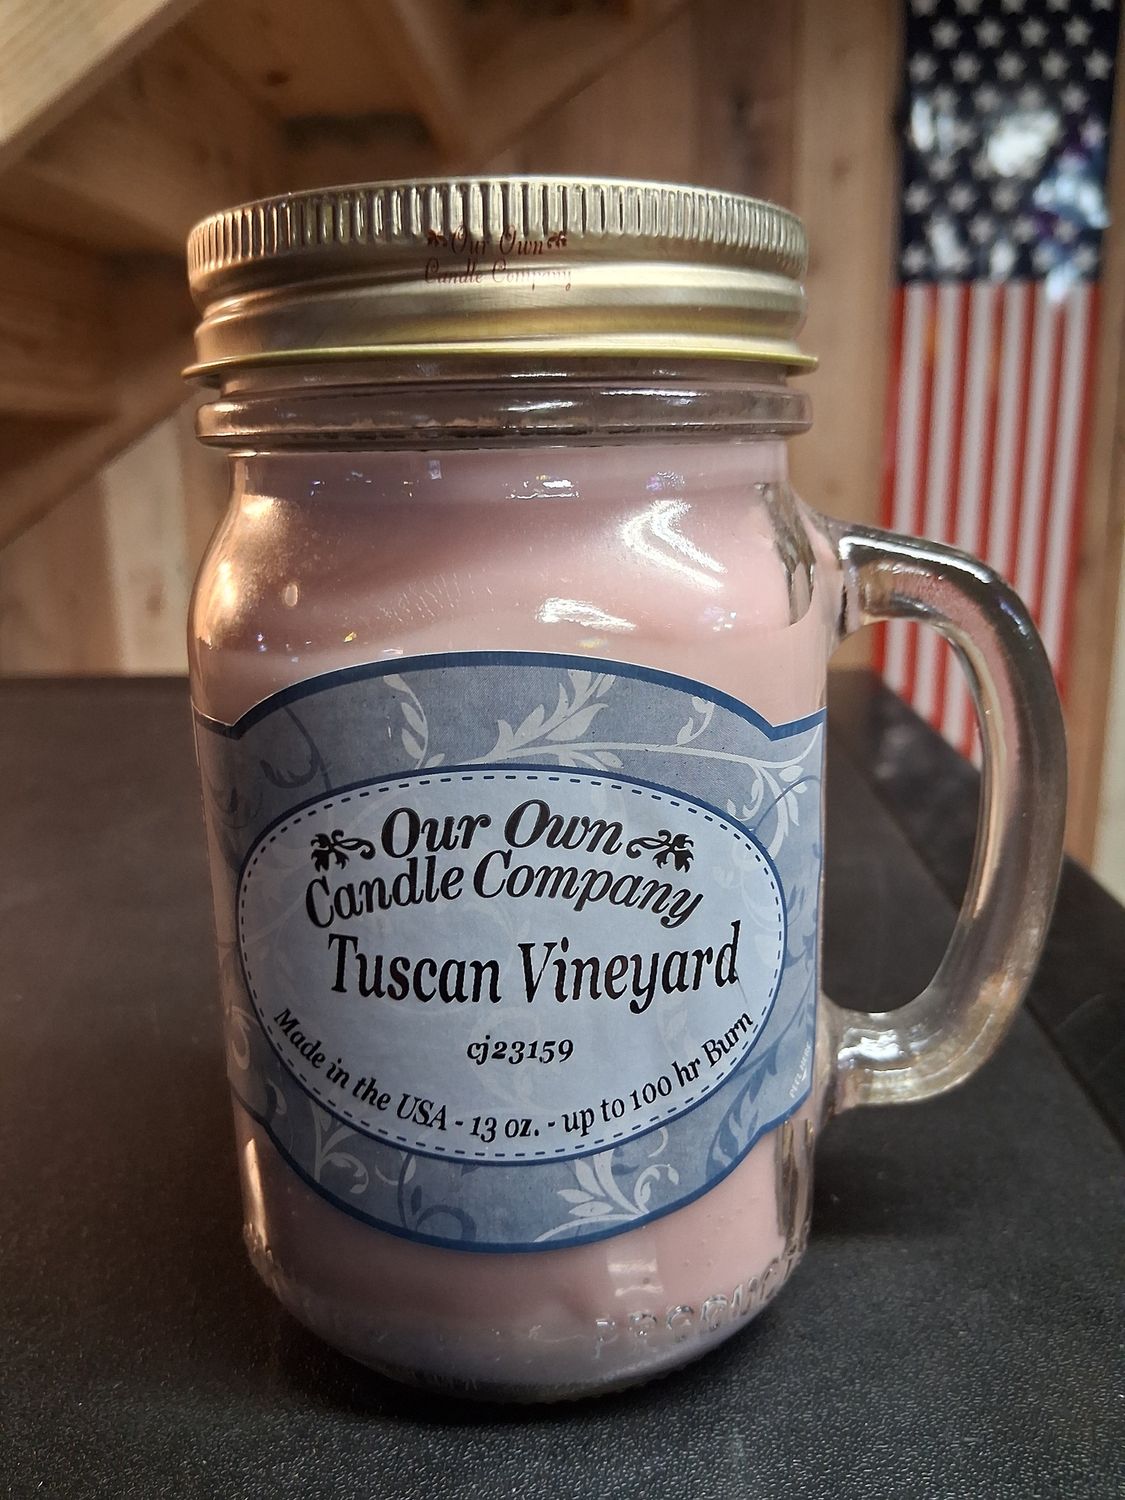 Our Own
Candle Company
Our Own
Candle Company
Tuscan Vineyard
cj23159
Made in the USA - 13 oz. - up to 100 hr Burn
PRODUCT